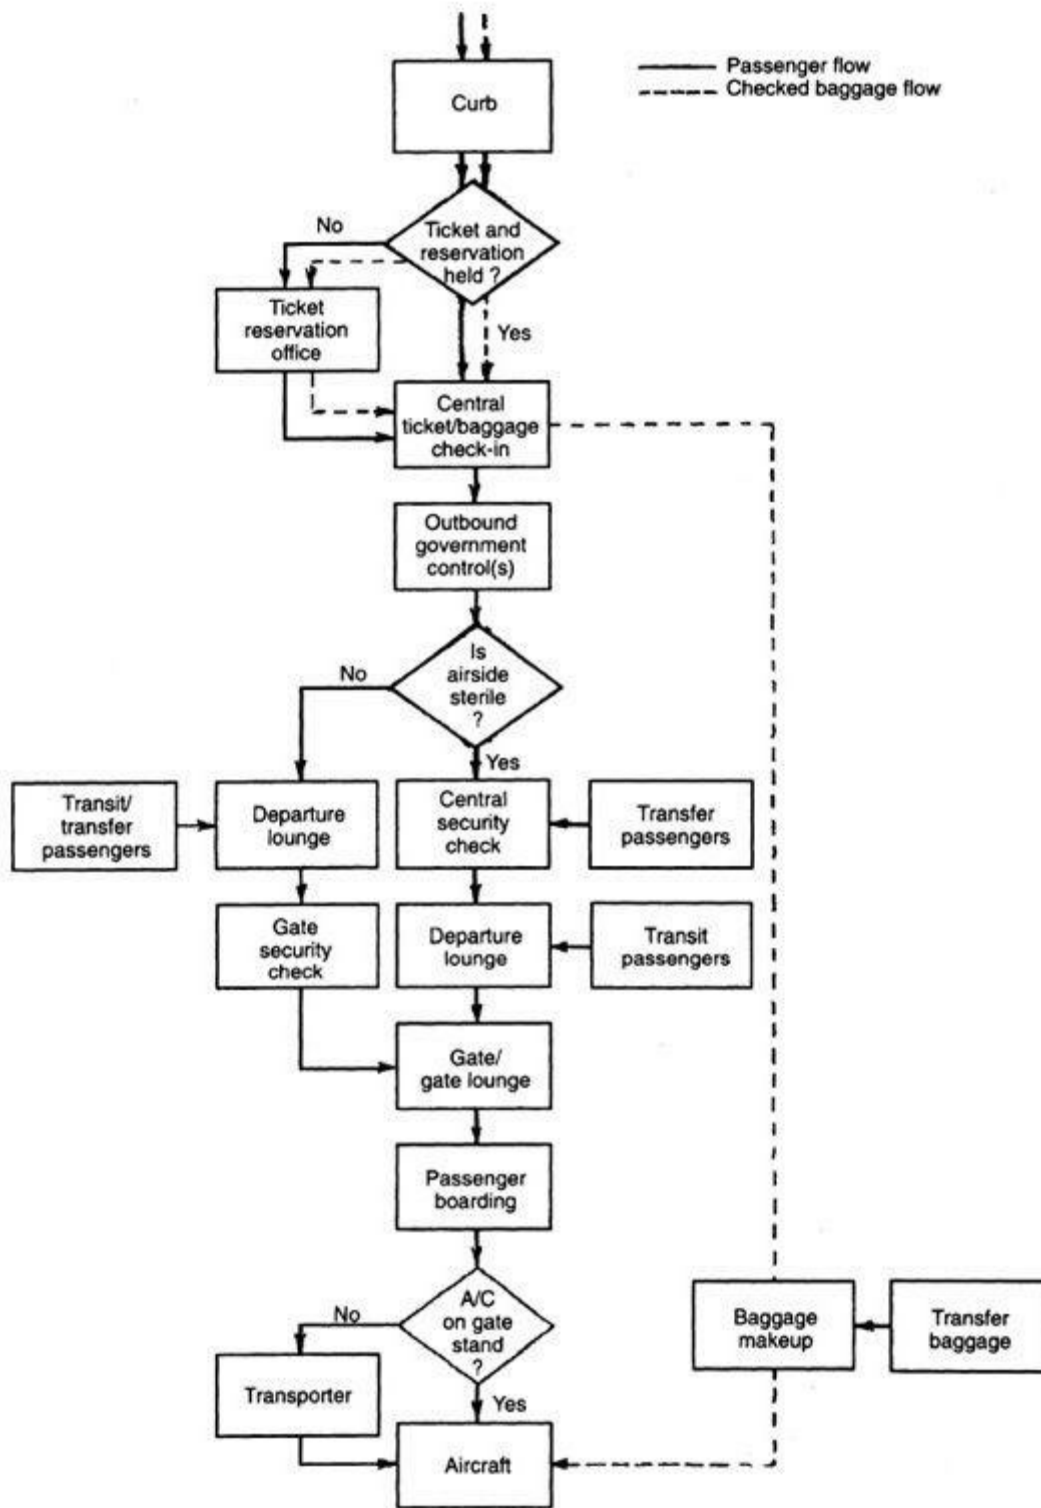 Passenger flow
Checked baggage flow
Curb
No
Ticket and
reservation
held ?
Ticket
reservation
office
Yes
Central
ticket/baggage
check-in
Outbound
government
control(s)
Is
airside
sterile
?
No
Yes
Transit/
transfer
passengers
Departure
lounge
Central
security
check
Transfer
passengers
Gate
security
check
Departure
lounge
Transit
passengers
Gate/
gate lounge
Passenger
boarding
A/C
on gate
stand
?
No
Yes
Baggage
makeup
Transfer
baggage
Transporter
Aircraft